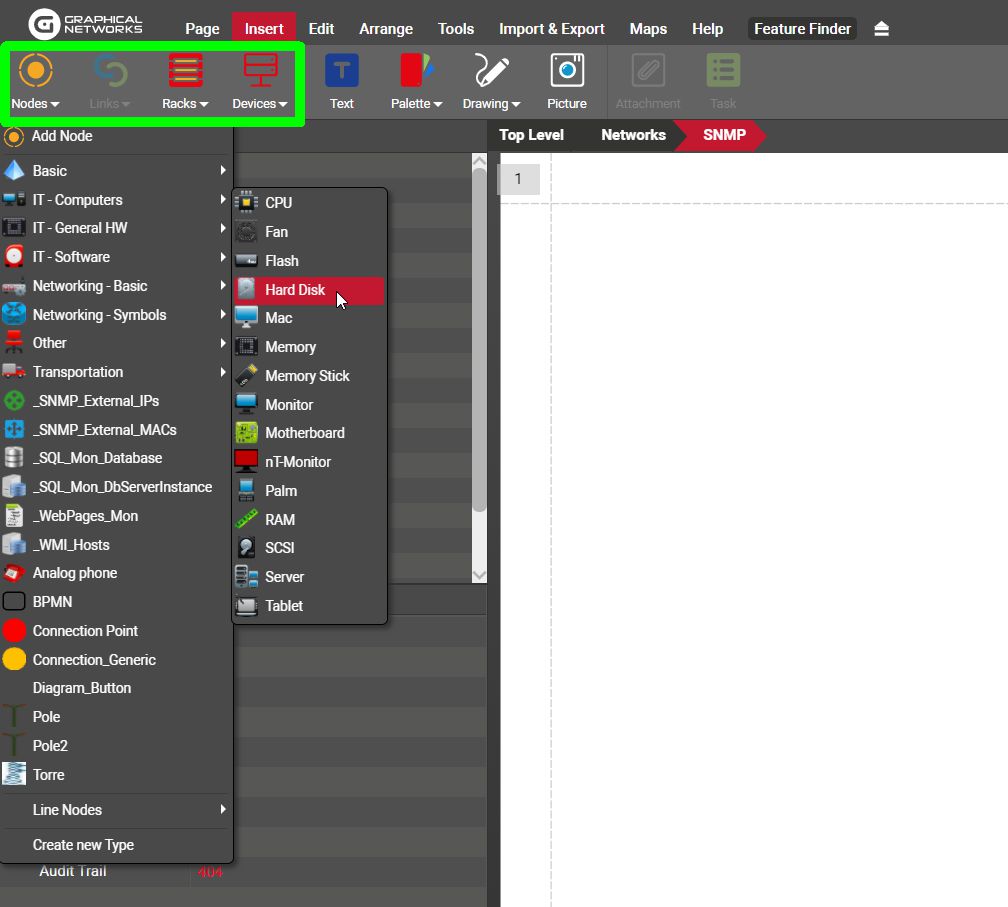 GRAPHICAL
NETWORKS
Page Insert Edit Arrange Tools Import & Export Maps Help Feature Finder
Nodes Links Racks Devices Text Palette Drawing Picture Attachment Task
Top Level Networks SNMP
1
Add Node
Basic
IT - Computers
IT - General HW
IT - Software
Networking - Basic
Networking - Symbols
Other
Transportation
_SNMP_External_IPs
_SNMP_External_MACs
_SQL_Mon_Database
_SQL_Mon_DbServerInstance
_WebPages_Mon
_WMI_Hosts
Analog phone
BPMN
Connection Point
Connection_Generic
Diagram_Button
Pole
Pole2
Torre
Line Nodes
Create new Type
CPU
Fan
Flash
Hard Disk
Mac
Memory
Memory Stick
Monitor
Motherboard
nT-Monitor
Palm
RAM
SCSI
Server
Tablet
Audit Trail 404